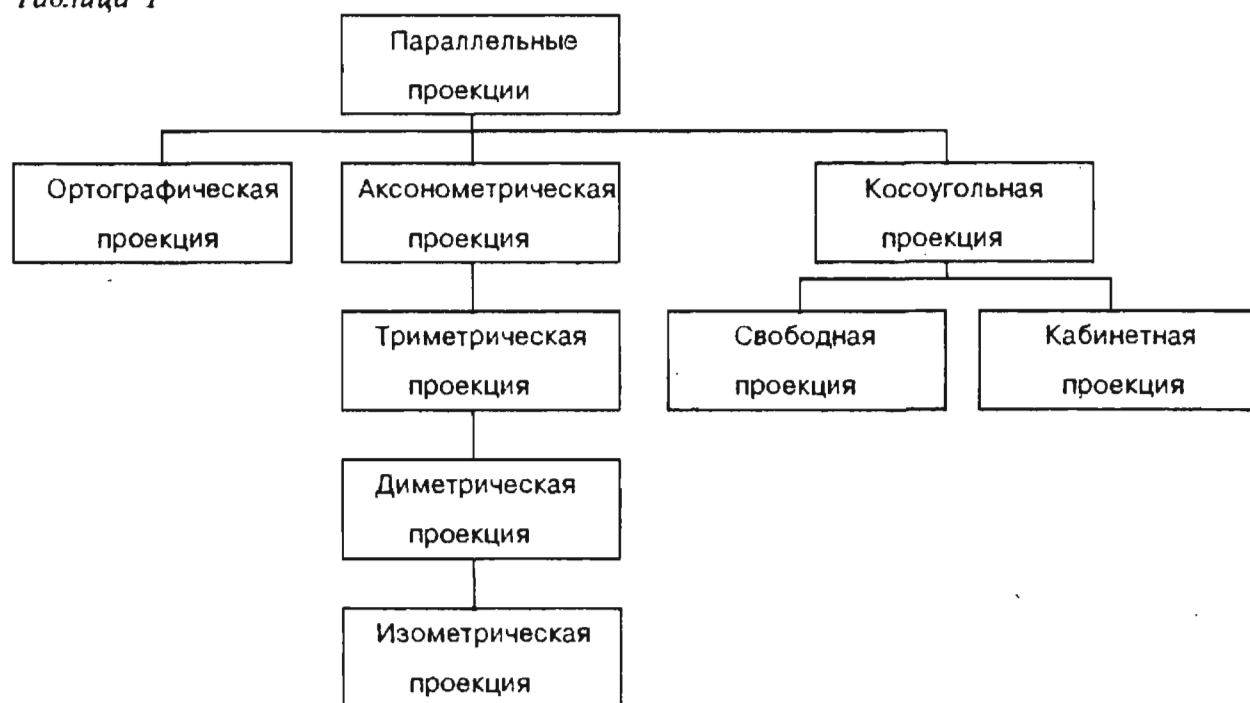 Таблица 1
Параллельные
проекции
Ортографическая
проекция
Аксонометрическая
проекция
Косоугольная
проекция
Триметрическая
проекция
Свободная
проекция
Кабинетная
проекция
Диметрическая
проекция
Изометрическая
проекция